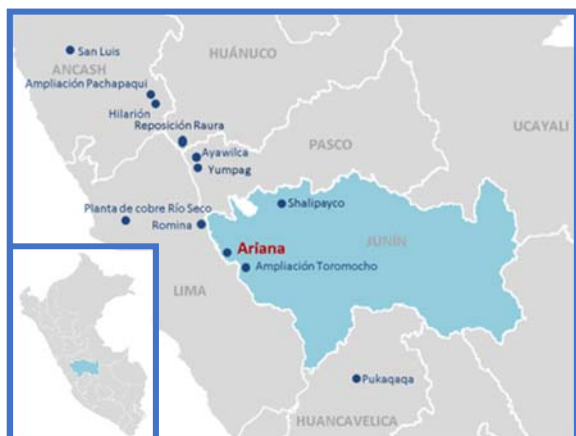 San Luis
HUÁNUCO
ANCASH
Ampliación Pachapaqui
Hilarión
Reposición Raura
UCAYALI
Ayawilca
PASCO
Yumpag
Shalipayco
Planta de cobre Río Seco
Romina
JUNÍN
Ariana
Ampliación Toromocho
LIMA
Pukaqaqa
HUANCAVELICA